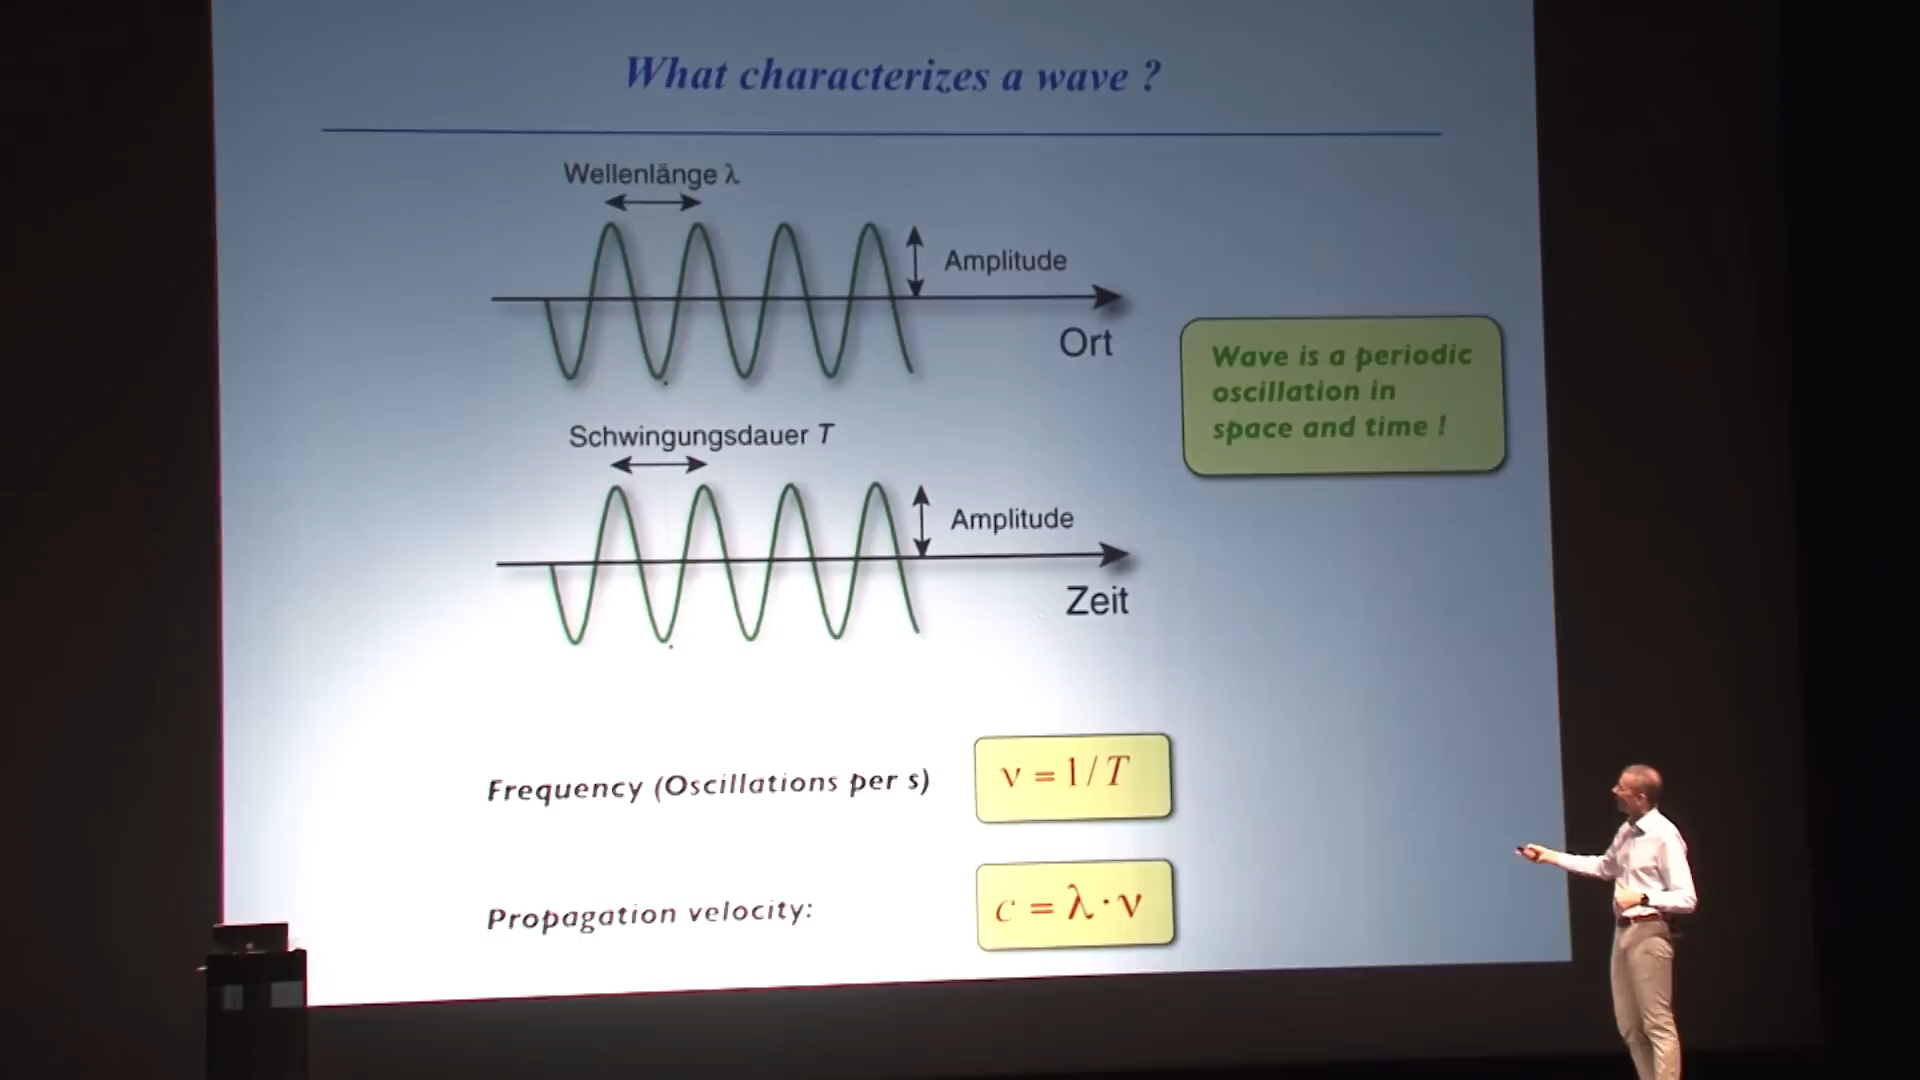 What characterizes a wave ?
Wellenlänge λ
Amplitude
Ort
Wave is a periodic
oscillation in
space and time !
Schwingungsdauer T
Amplitude
Zeit
Frequency (Oscillations per s)
ν = 1 / T
Propagation velocity:
c = λ · ν